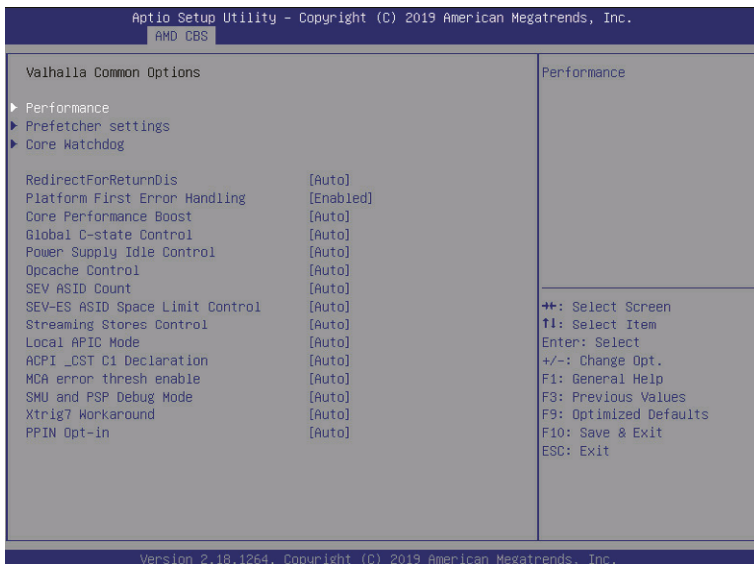 Aptio Setup Utility – Copyright (C) 2019 American Megatrends, Inc.
AMD CBS
Valhalla Common Options
Performance
Prefetcher settings
Core Watchdog
RedirectForReturnDis [Auto]
Platform First Error Handling [Enabled]
Core Performance Boost [Auto]
Global C-state Control [Auto]
Power Supply Idle Control [Auto]
Opcache Control [Auto]
SEV ASID Count [Auto]
SEV-ES ASID Space Limit Control [Auto]
Streaming Stores Control [Auto]
Local APIC Mode [Auto]
ACPI _CST C1 Declaration [Auto]
MCA error thresh enable [Auto]
SMU and PSP Debug Mode [Auto]
Xtrig7 Workaround [Auto]
PPIN Opt-in [Auto]
Performance
→←: Select Screen
↑↓: Select Item
Enter: Select
+/-: Change Opt.
F1: General Help
F3: Previous Values
F9: Optimized Defaults
F10: Save & Exit
ESC: Exit
Version 2.18.1264. Copyright (C) 2019 American Megatrends, Inc.